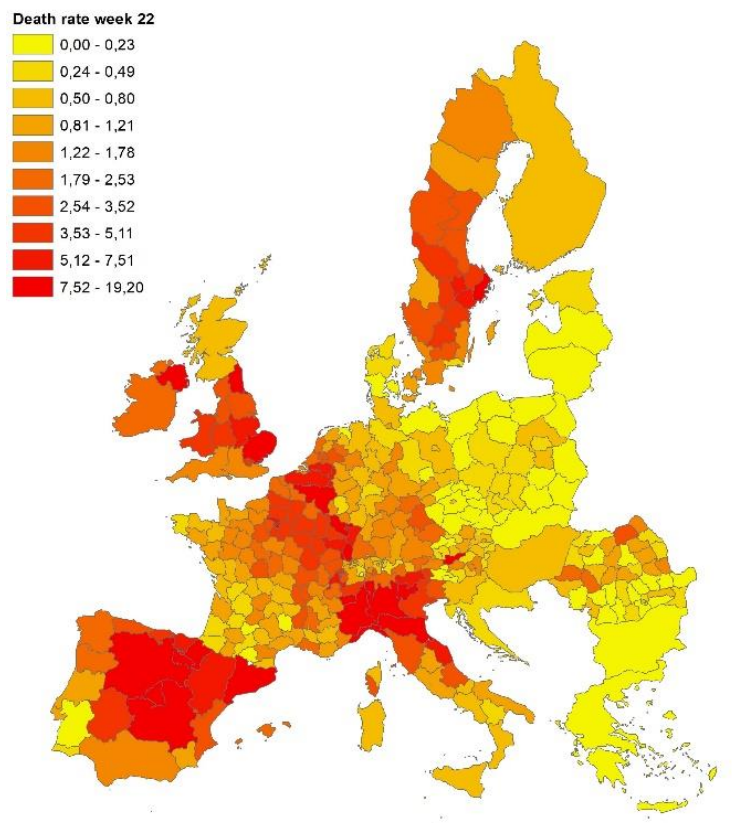 Death rate week 22
0,00 - 0,23
0,24 - 0,49
0,50 - 0,80
0,81 - 1,21
1,22 - 1,78
1,79 - 2,53
2,54 - 3,52
3,53 - 5,11
5,12 - 7,51
7,52 - 19,20